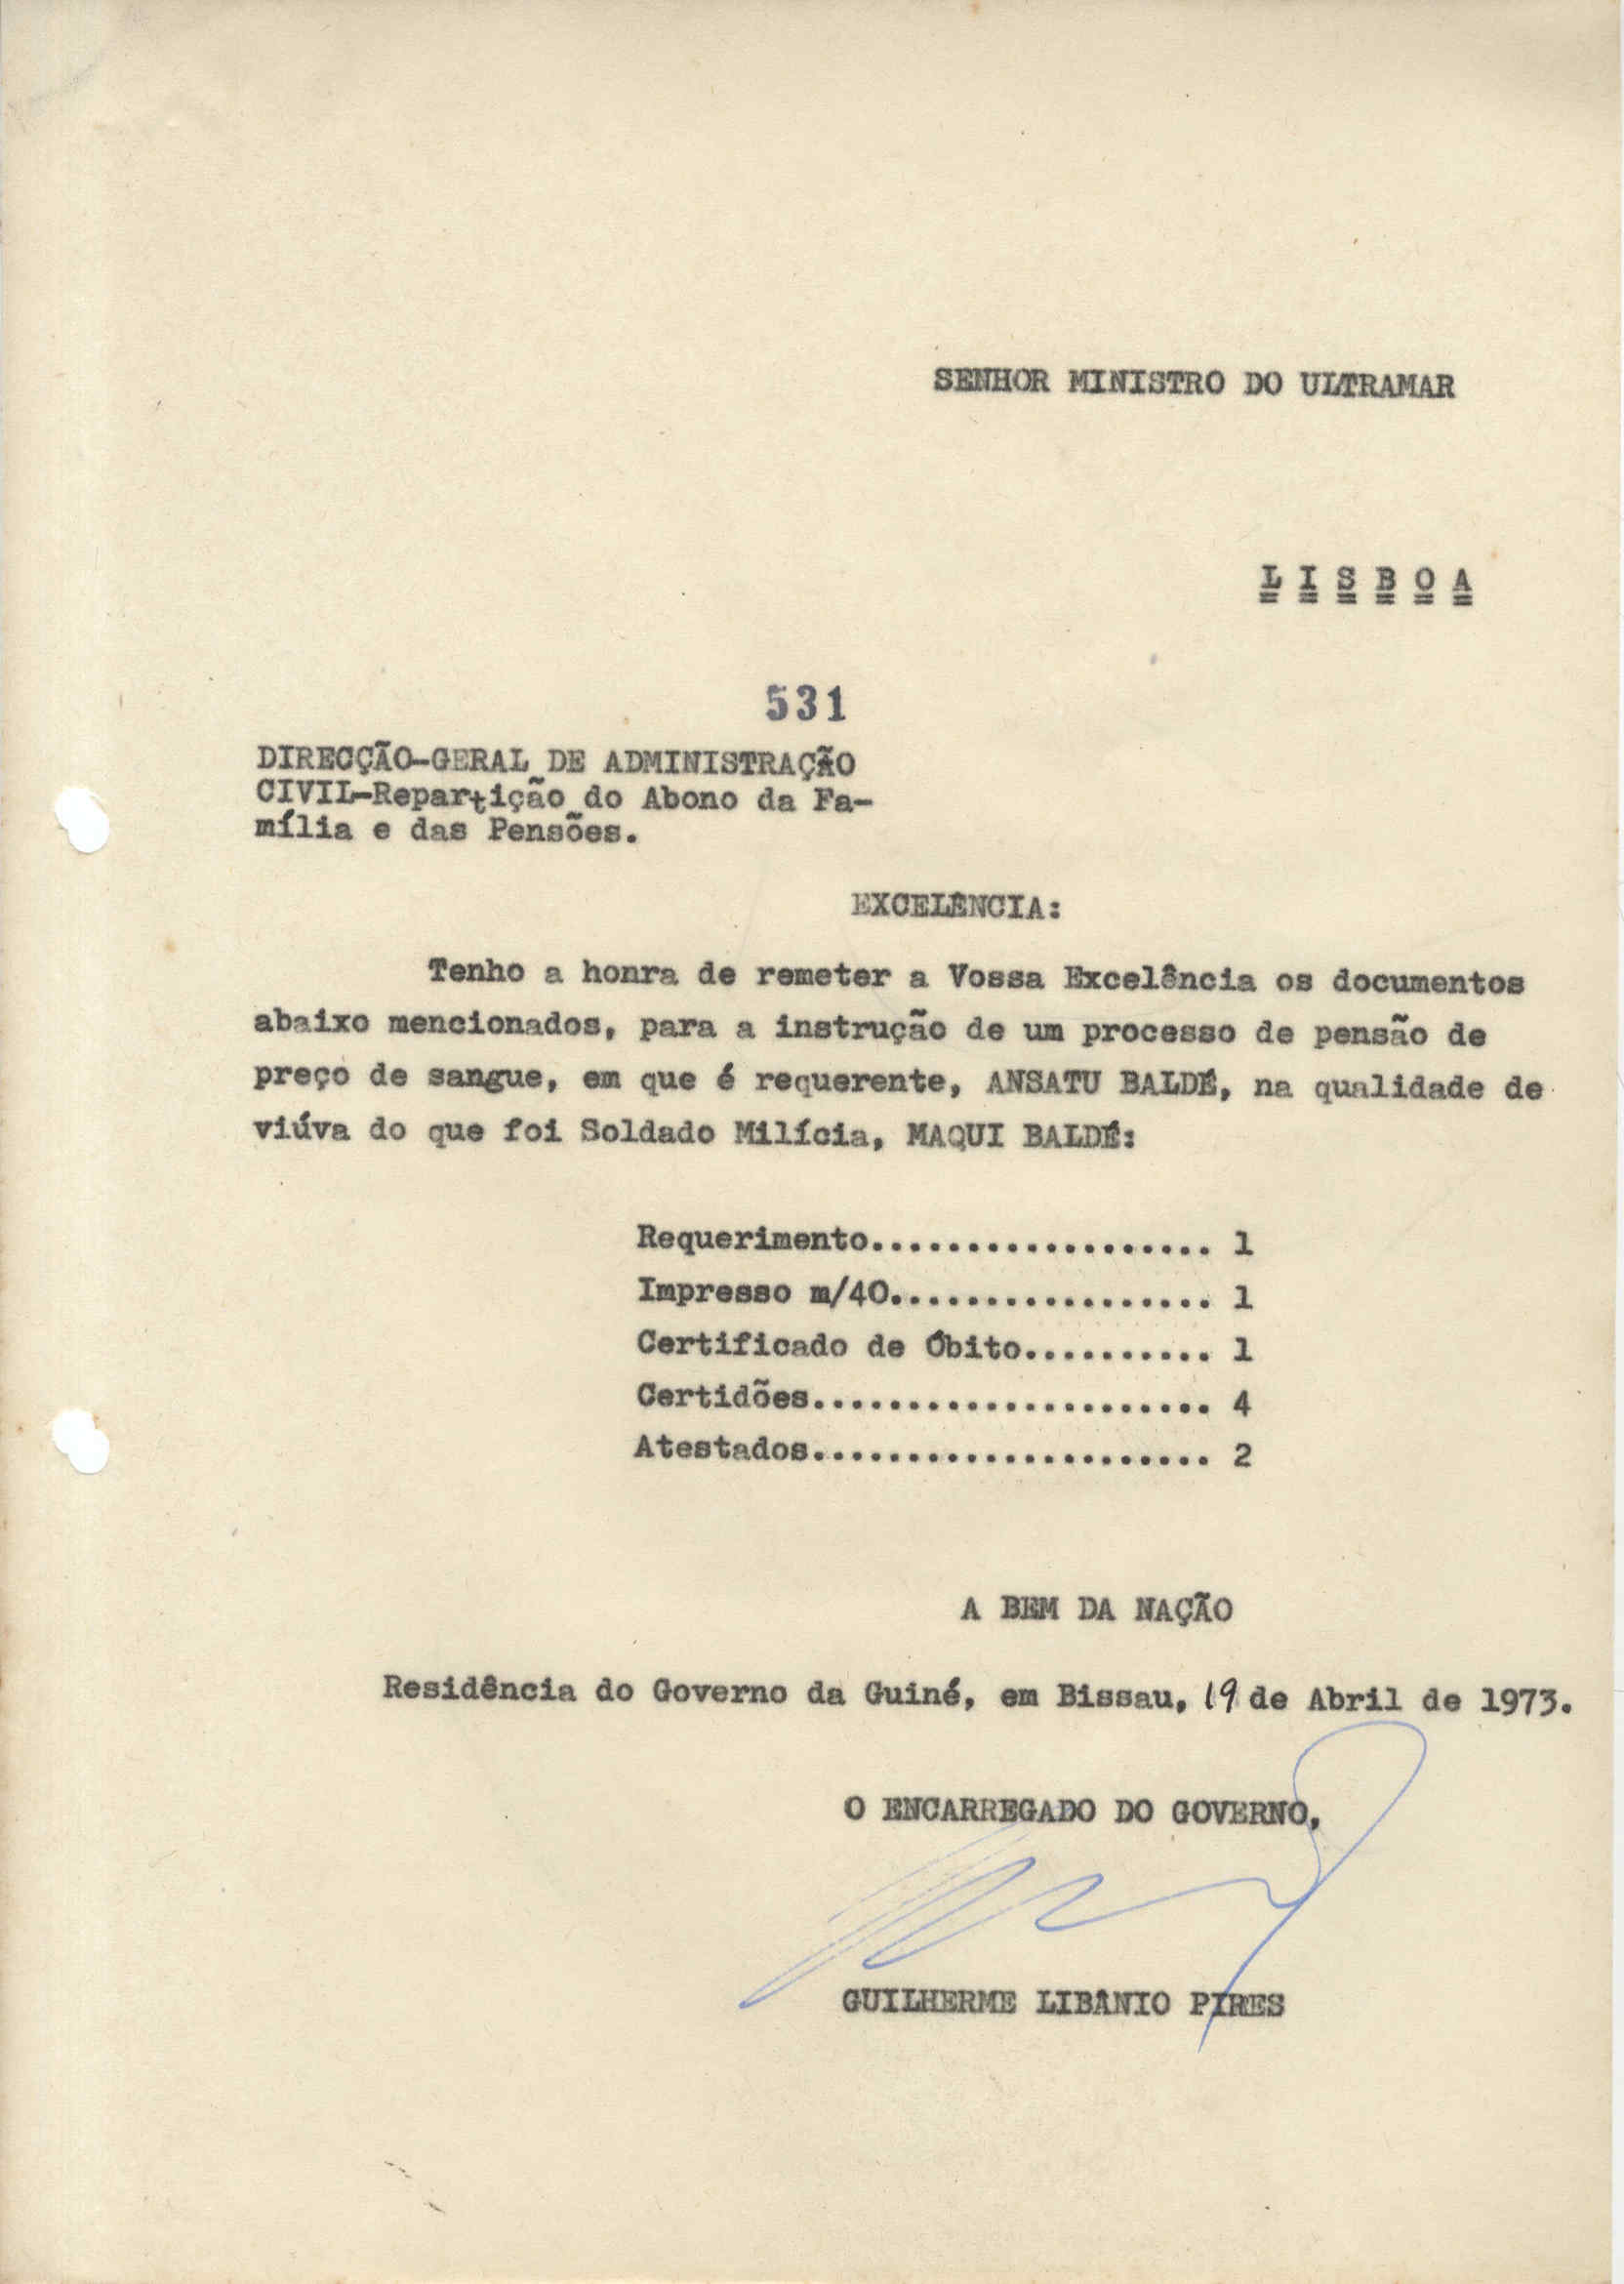 SENHOR MINISTRO DO ULTRAMAR
L I S B O A
531
DIRECÇÃO-GERAL DE ADMINISTRAÇÃO
CIVIL-Repartição do Abono da Fa-
mília e das Pensões.
EXCELÊNCIA:
Tenho a honra de remeter a Vossa Excelência os documentos
abaixo mencionados, para a instrução de um processo de pensão de
preço de sangue, em que é requerente, ANSATU BALDÉ, na qualidade de
viúva do que foi Soldado Milícia, MAQUI BALDÉ:
Requerimento.................. 1
Impresso m/40................. 1
Certificado de Óbito.......... 1
Certidões..................... 4
Atestados..................... 2
A BEM DA NAÇÃO
Residência do Governo da Guiné, em Bissau, 19 de Abril de 1973.
O ENCARREGADO DO GOVERNO,
GUILHERME LIBÂNIO PIRES